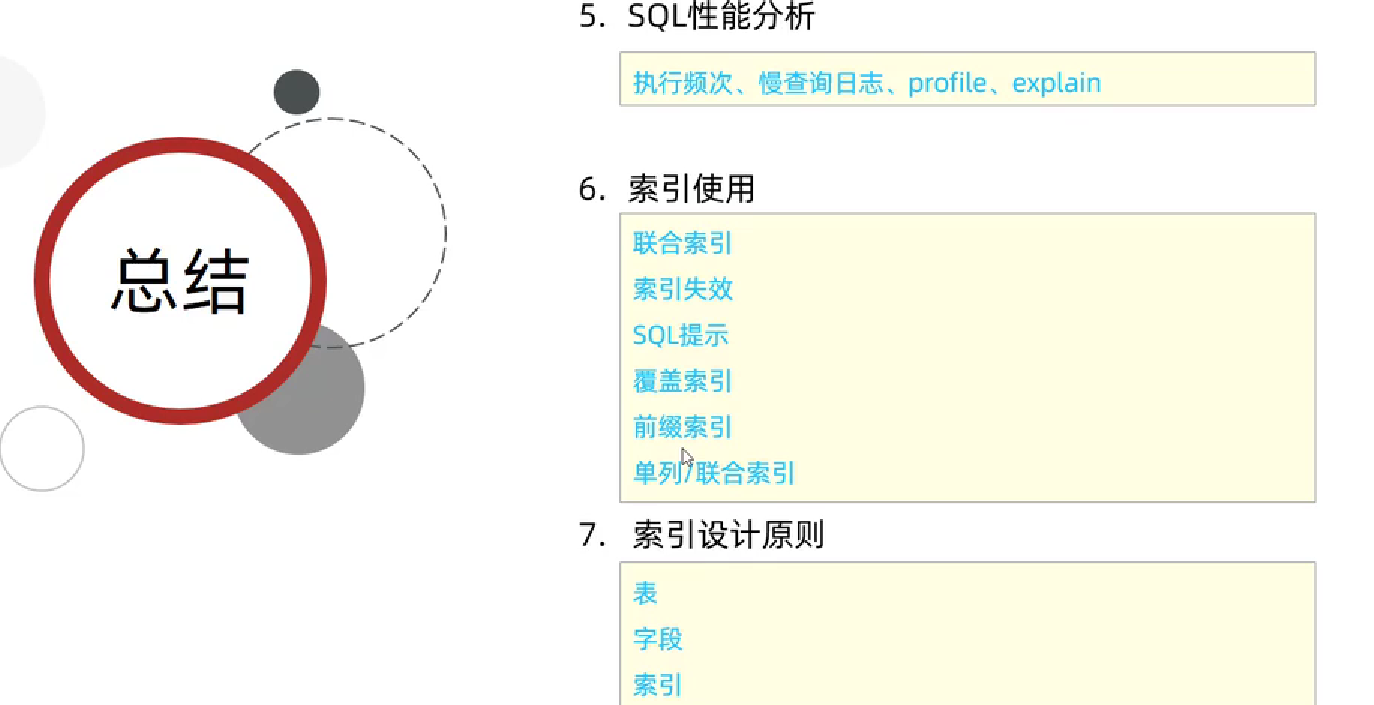 总结
5. SQL性能分析
执行频次、慢查询日志、profile、explain
6. 索引使用
联合索引
索引失效
SQL提示
覆盖索引
前缀索引
单列/联合索引
7. 索引设计原则
表
字段
索引